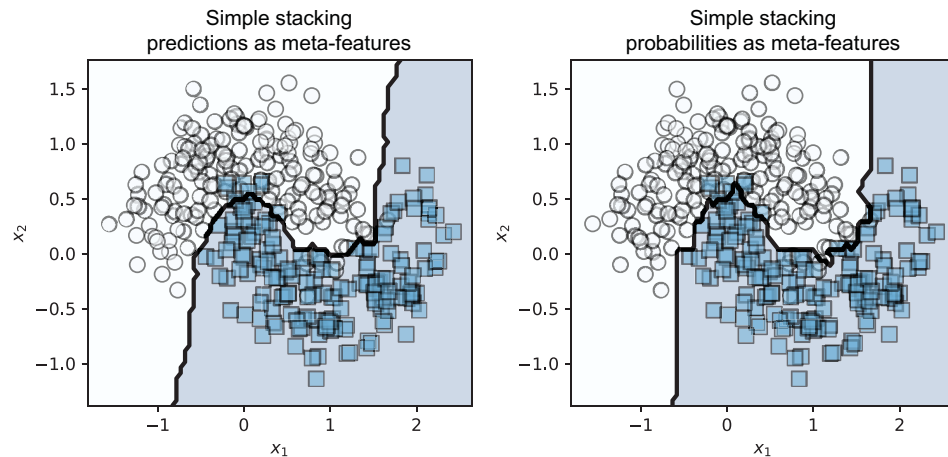 Simple stacking
predictions as meta-features
1.5
1.0
0.5
0.0
−0.5
−1.0
x2
−1
0
1
2
x1
Simple stacking
probabilities as meta-features
1.5
1.0
0.5
0.0
−0.5
−1.0
x2
−1
0
1
2
x1